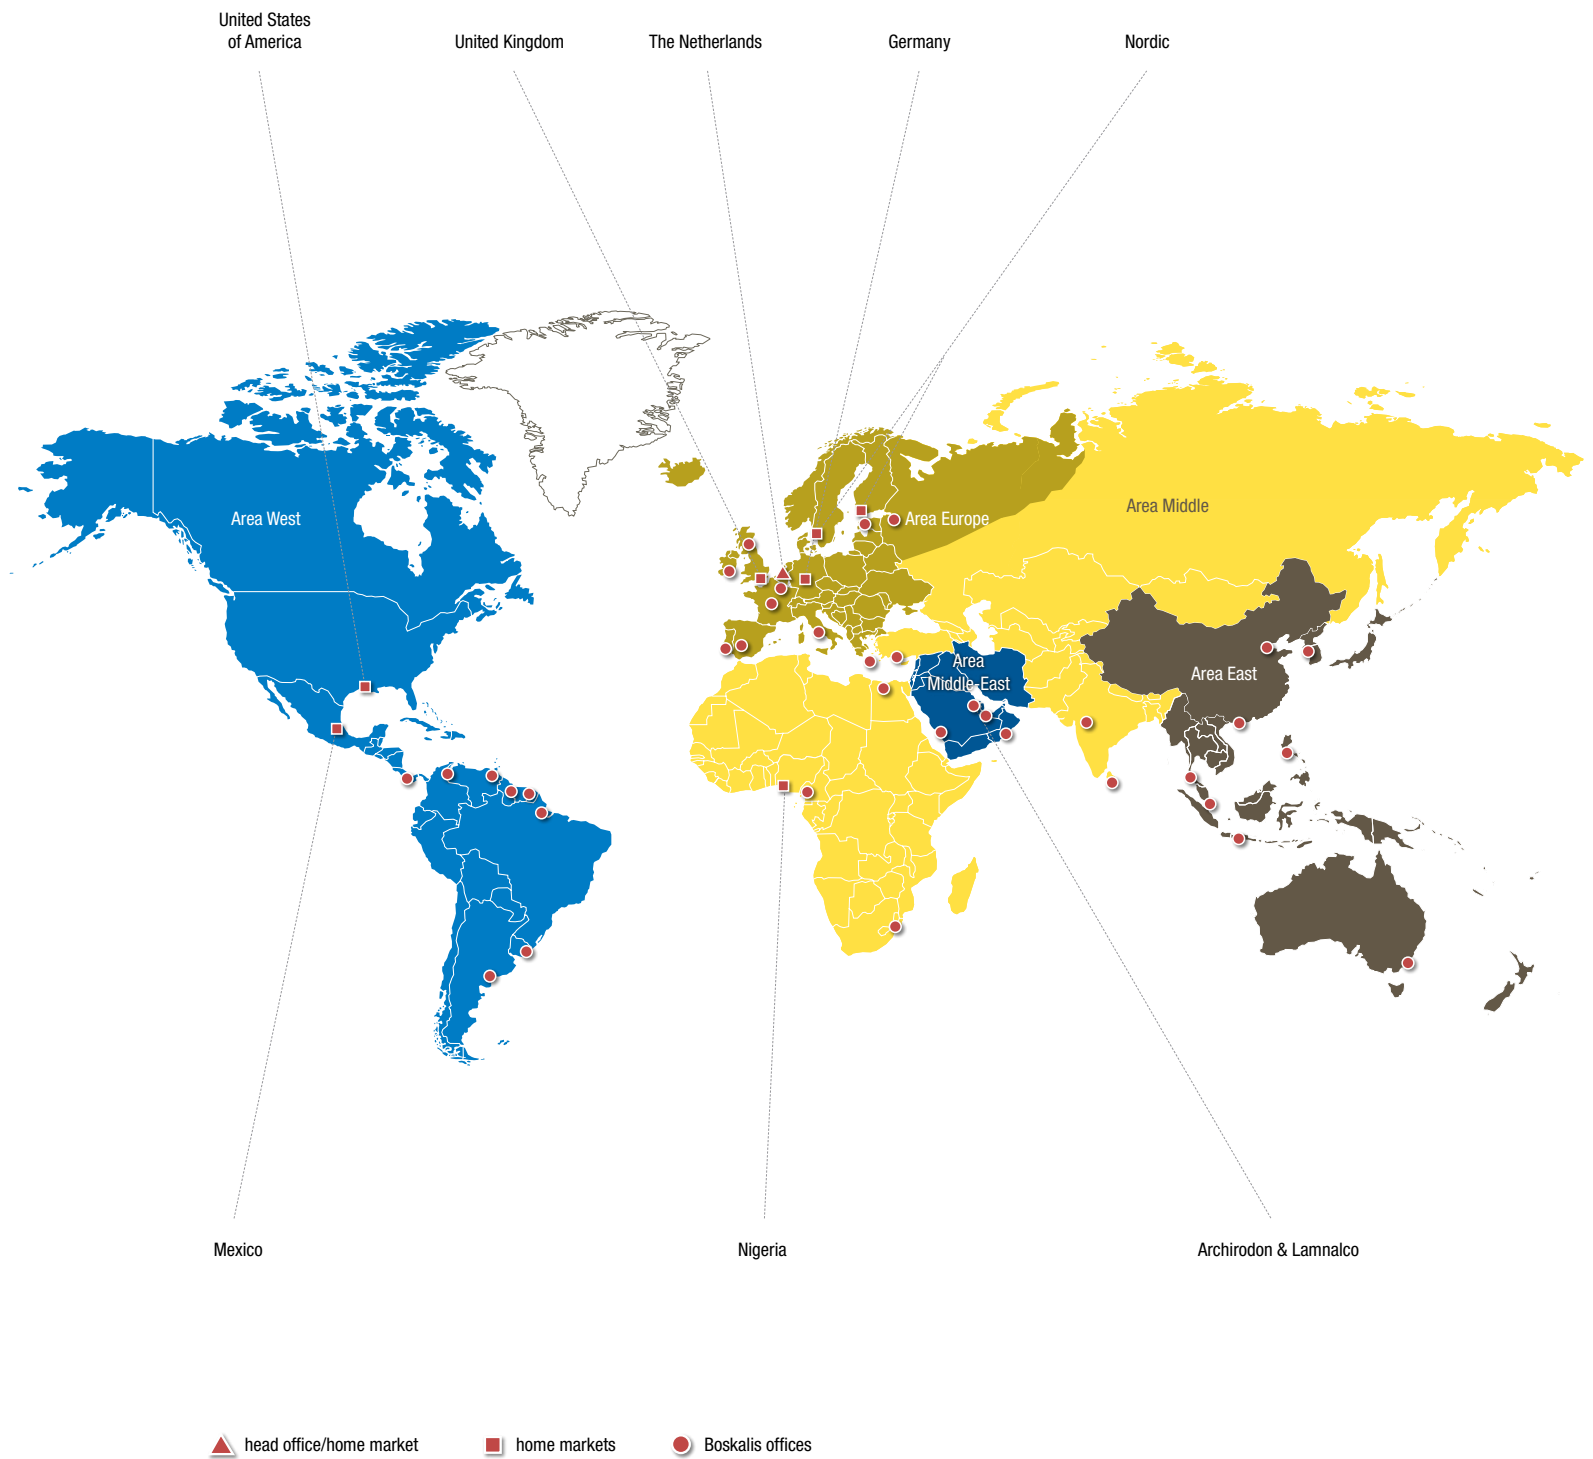 United States
of America
United Kingdom
The Netherlands
Germany
Nordic
Area West
Area Europe
Area Middle
Area
Middle-East
Area East
Mexico
Nigeria
Archirodon & Lamnalco
head office/home market
home markets
Boskalis offices